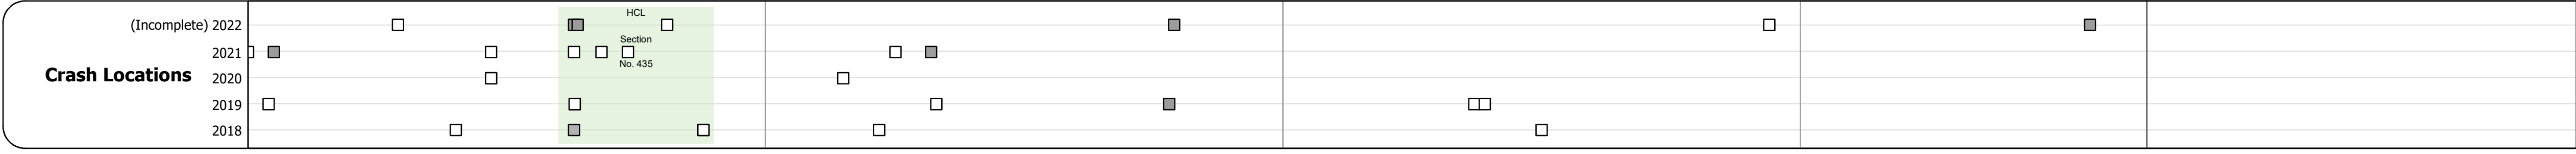 (Incomplete) 2022
HCL
2021
Section
No. 435
Crash Locations
2020
2019
2018